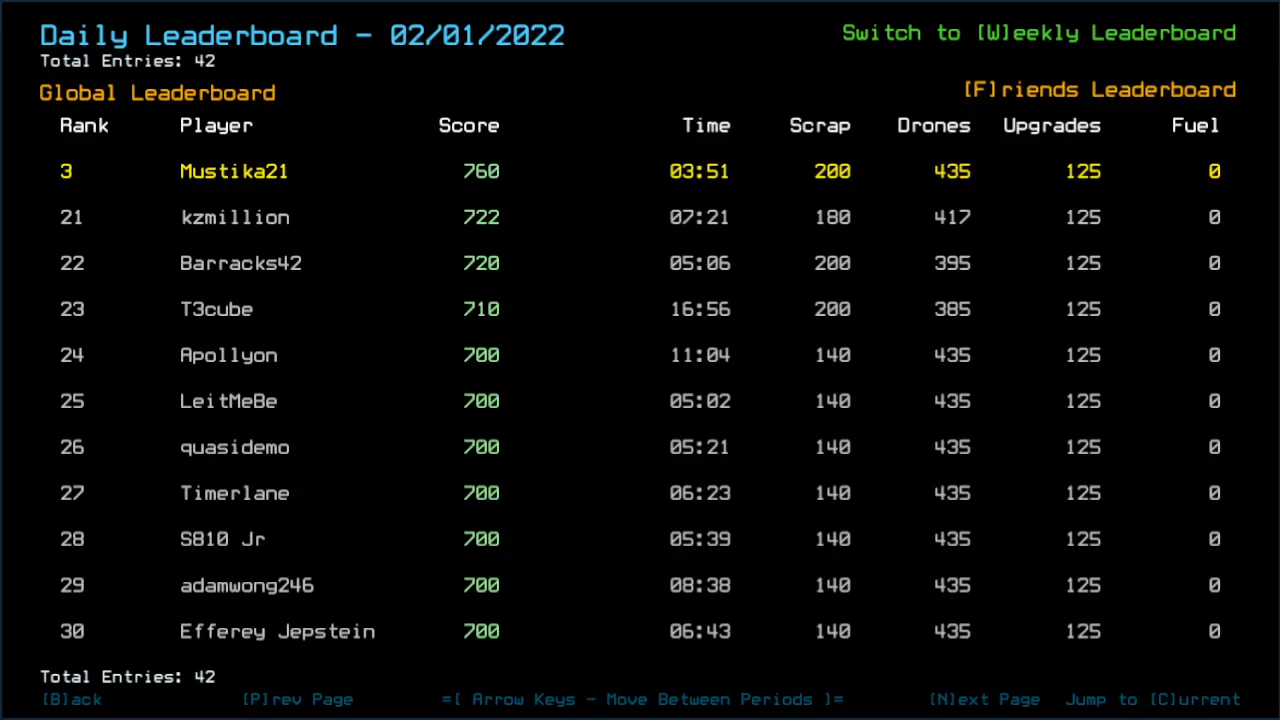 Daily Leaderboard - 02/01/2022 Switch to [W]eekly Leaderboard
Total Entries: 42
Global Leaderboard [F]riends Leaderboard
Rank Player Score Time Scrap Drones Upgrades Fuel
3 Mustika21 760 03:51 200 435 125 0
21 kzmillion 722 07:21 180 417 125 0
22 Barracks42 720 05:06 200 395 125 0
23 T3cube 710 16:56 200 385 125 0
24 Apollyon 700 11:04 140 435 125 0
25 LeitMeBe 700 05:02 140 435 125 0
26 quasidemo 700 05:21 140 435 125 0
27 Timerlane 700 06:23 140 435 125 0
28 S810 Jr 700 05:39 140 435 125 0
29 adamwong246 700 08:38 140 435 125 0
30 Efferey Jepstein 700 06:43 140 435 125 0
Total Entries: 42
[B]ack [P]rev Page =[ Arrow Keys - Move Between Periods ]= [N]ext Page Jump to [C]urrent